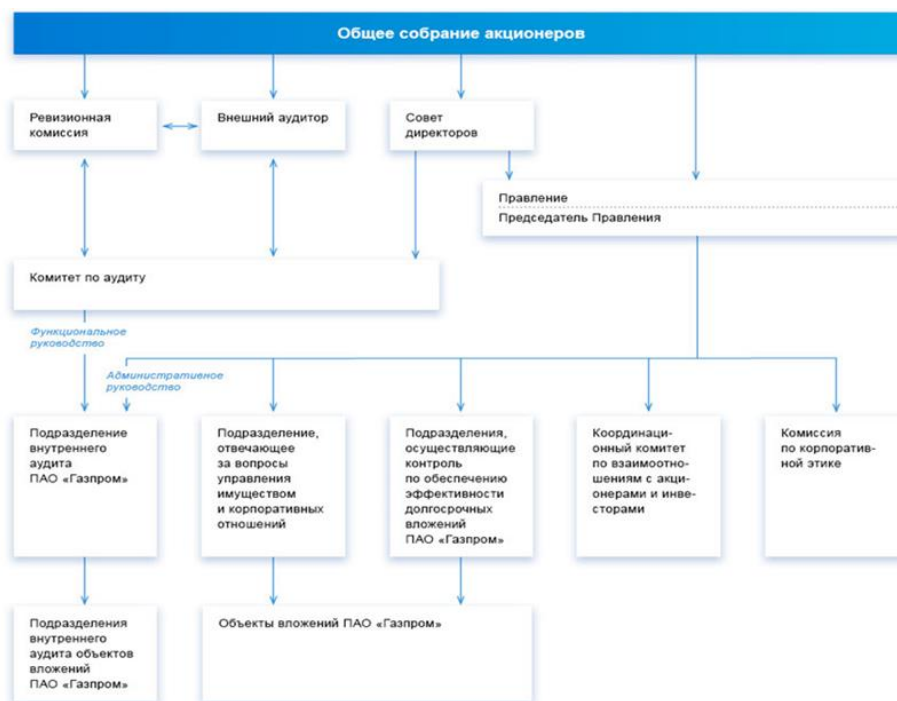 Общее собрание акционеров
Ревизионная
комиссия
Внешний аудитор
Совет
директоров
Правление
Председатель Правления
Комитет по аудиту
Функциональное
руководство
Административное
руководство
Подразделение
внутреннего
аудита
ПАО «Газпром»
Подразделение,
отвечающее
за вопросы
управления
имуществом
и корпоративных
отношений
Подразделения,
осуществляющие
контроль
по обеспечению
эффективности
долгосрочных
вложений
ПАО «Газпром»
Координацион-
ный комитет
по взаимоотно-
шениям с акци-
онерами и инве-
сторами
Комиссия
по корпоратив-
ной этике
Подразделения
внутреннего
аудита объектов
вложений
ПАО «Газпром»
Объекты вложений ПАО «Газпром»